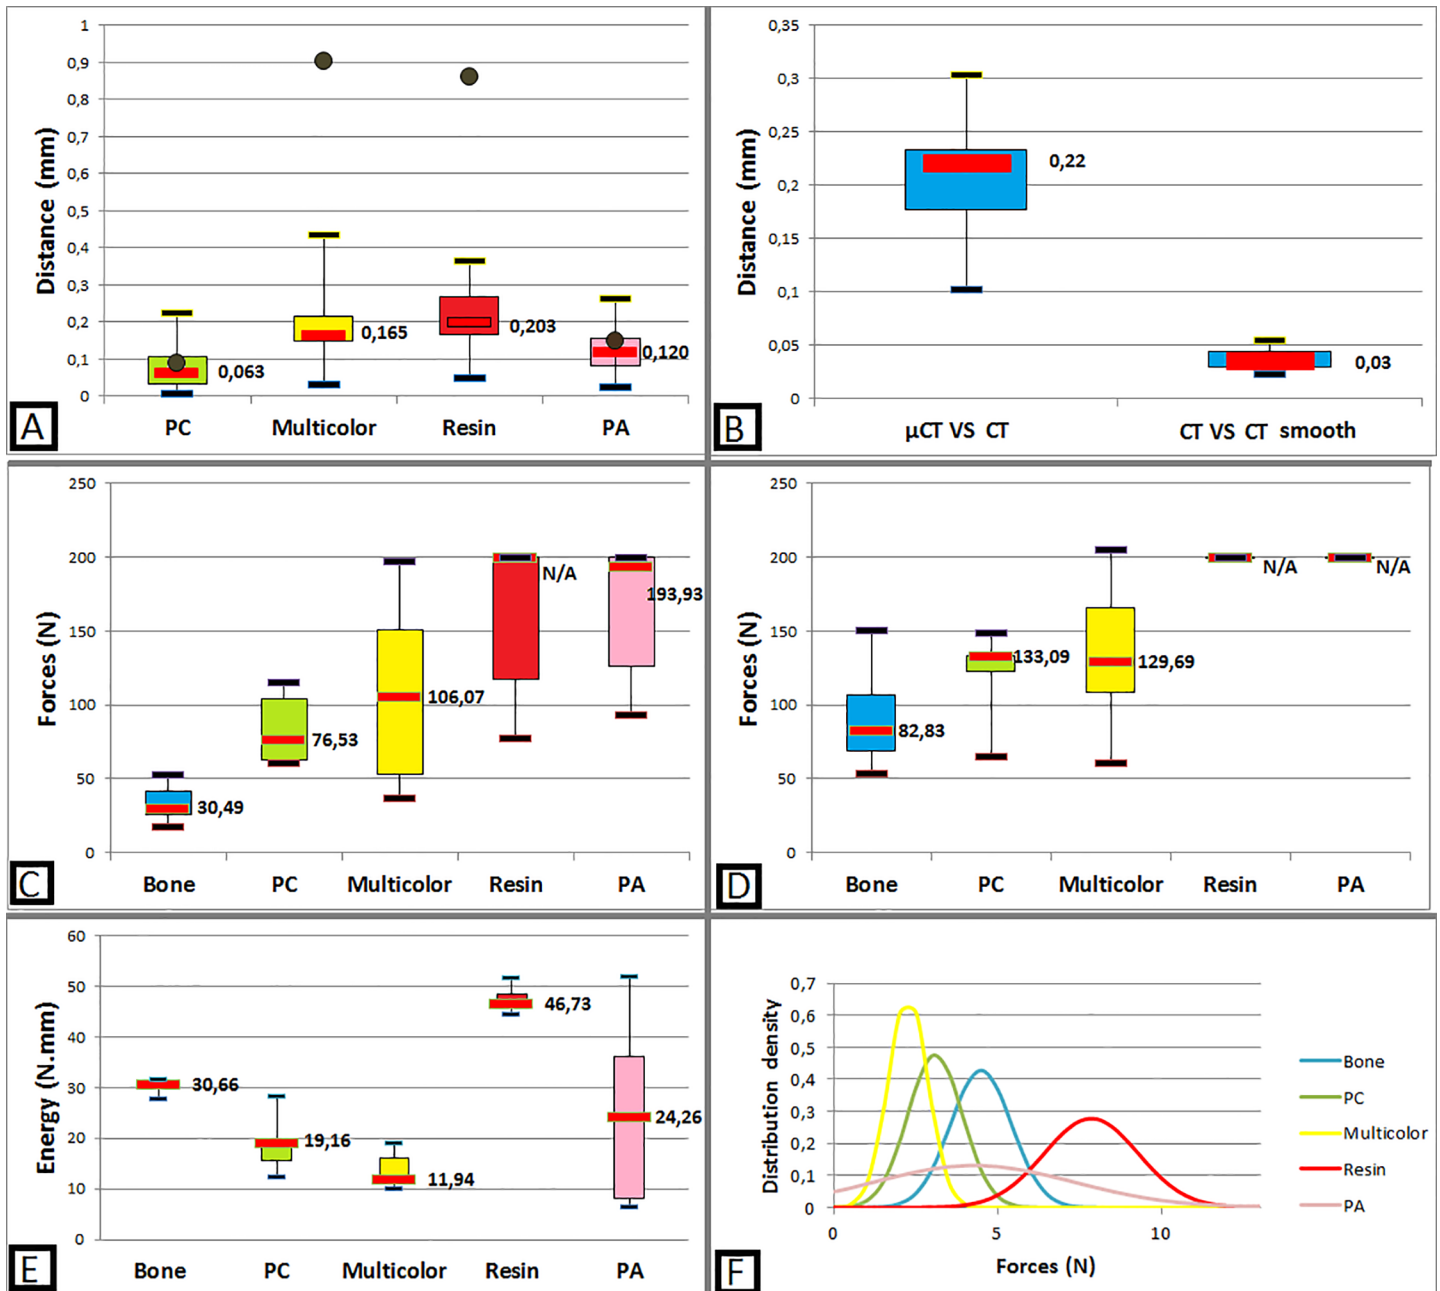 1
0,9
0,8
0,7
0,6
0,5
0,4
0,3
0,2
0,1
0
Distance (mm)
0,063
0,165
0,203
0,120
PC Multicolor Resin PA
A
0,35
0,3
0,25
0,2
0,15
0,1
0,05
0
Distance (mm)
0,22
0,03
µCT VS CT CT VS CT smooth
B
250
200
150
100
50
0
Forces (N)
30,49
76,53
106,07
N/A
193,93
Bone PC Multicolor Resin PA
C
250
200
150
100
50
0
Forces (N)
82,83
133,09
129,69
N/A
N/A
Bone PC Multicolor Resin PA
D
60
50
40
30
20
10
0
Energy (N.mm)
30,66
19,16
11,94
46,73
24,26
Bone PC Multicolor Resin PA
E
0,7
0,6
0,5
0,4
0,3
0,2
0,1
0
Distribution density
0 5 10
Forces (N)
Bone
PC
Multicolor
Resin
PA
F